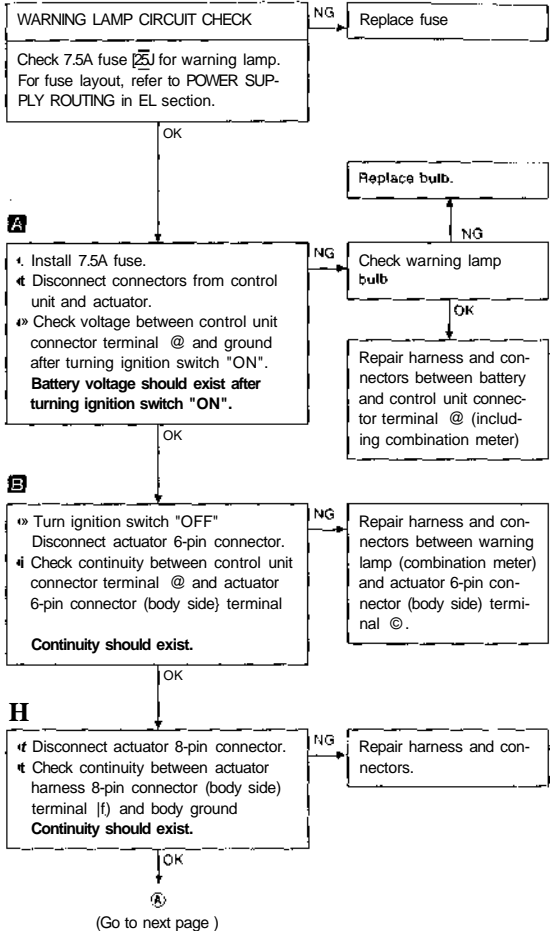 WARNING LAMP CIRCUIT CHECK
Check 7.5A fuse [25] for warning lamp.
For fuse layout, refer to POWER SUP-
PLY ROUTING in EL section.
NG
Replace fuse
OK
Replace bulb.
NG
A
1. Install 7.5A fuse.
Disconnect connectors from control
unit and actuator.
Check voltage between control unit
connector terminal @ and ground
after turning ignition switch "ON".
Battery voltage should exist after
turning ignition switch "ON".
NG
Check warning lamp
bulb
OK
Repair harness and con-
nectors between battery
and control unit connec-
tor terminal @ (includ-
ing combination meter)
OK
B
Turn ignition switch "OFF"
Disconnect actuator 6-pin connector.
Check continuity between control unit
connector terminal @ and actuator
6-pin connector (body side} terminal
Continuity should exist.
NG
Repair harness and con-
nectors between warning
lamp (combination meter)
and actuator 6-pin con-
nector (body side) termi-
nal ©.
OK
H
Disconnect actuator 8-pin connector.
Check continuity between actuator
harness 8-pin connector (body side)
terminal and body ground
Continuity should exist.
NG
Repair harness and con-
nectors.
OK
Ⓐ
(Go to next page )